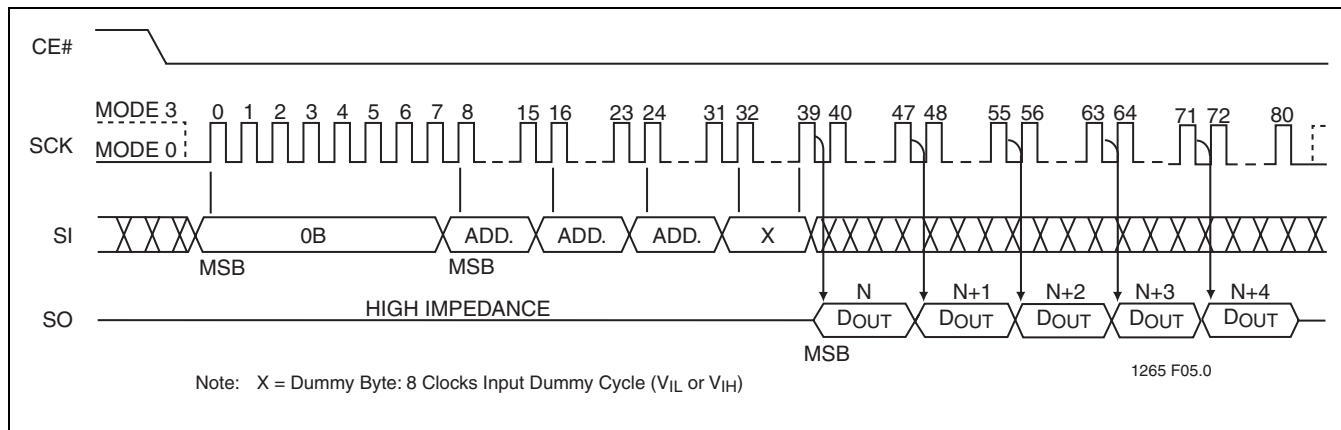 CE#
MODE 3
0 1 2 3 4 5 6 7 8 15 16 23 24 31 32 39 40 47 48 55 56 63 64 71 72 80
SCK
MODE 0
SI
0B ADD. ADD. ADD. X
MSB MSB
N N+1 N+2 N+3 N+4
SO
HIGH IMPEDANCE
DOUT DOUT DOUT DOUT DOUT
MSB
1265 F05.0
Note: X = Dummy Byte: 8 Clocks Input Dummy Cycle (VIL or VIH)